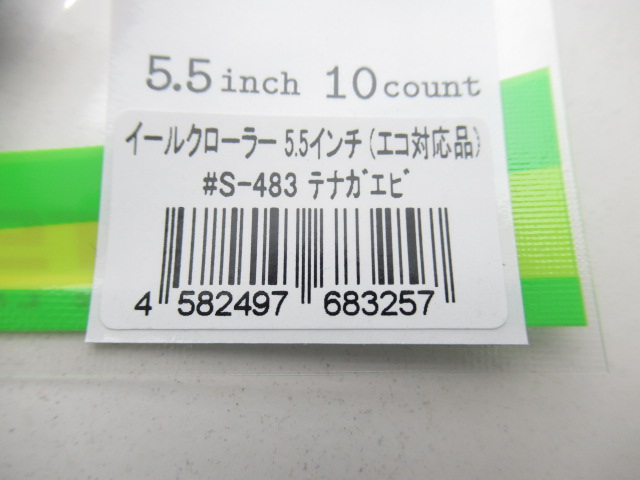 5.5 inch 10 count
イールクローラー 5.5インチ (エコ対応品)
#S-483 ﾃﾅｶﾞｴﾋﾞ
4 582497 683257